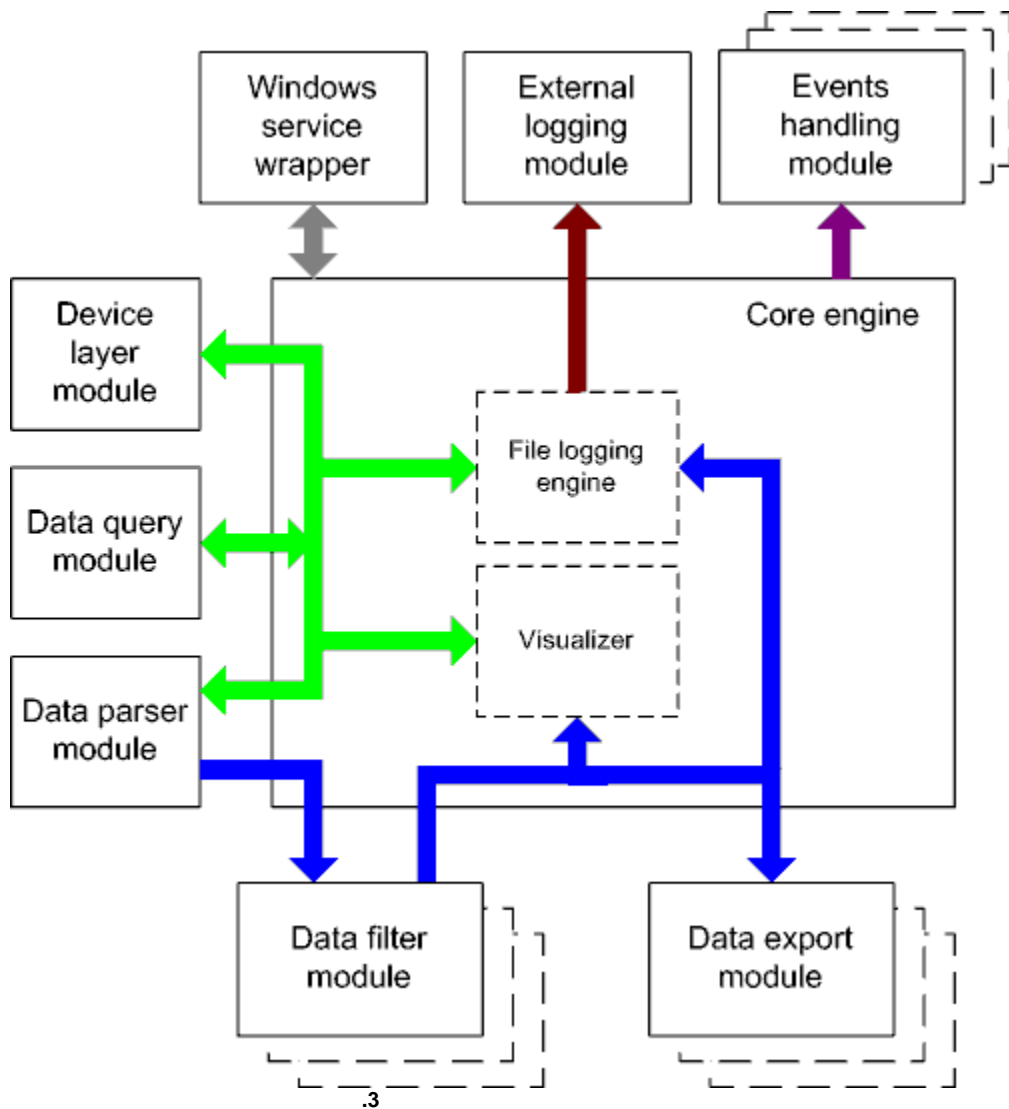 Windows
service
wrapper
External
logging
module
Events
handling
module
Device
layer
module
Core engine
File logging
engine
Data query
module
Visualizer
Data parser
module
Data filter
module
Data export
module
.3